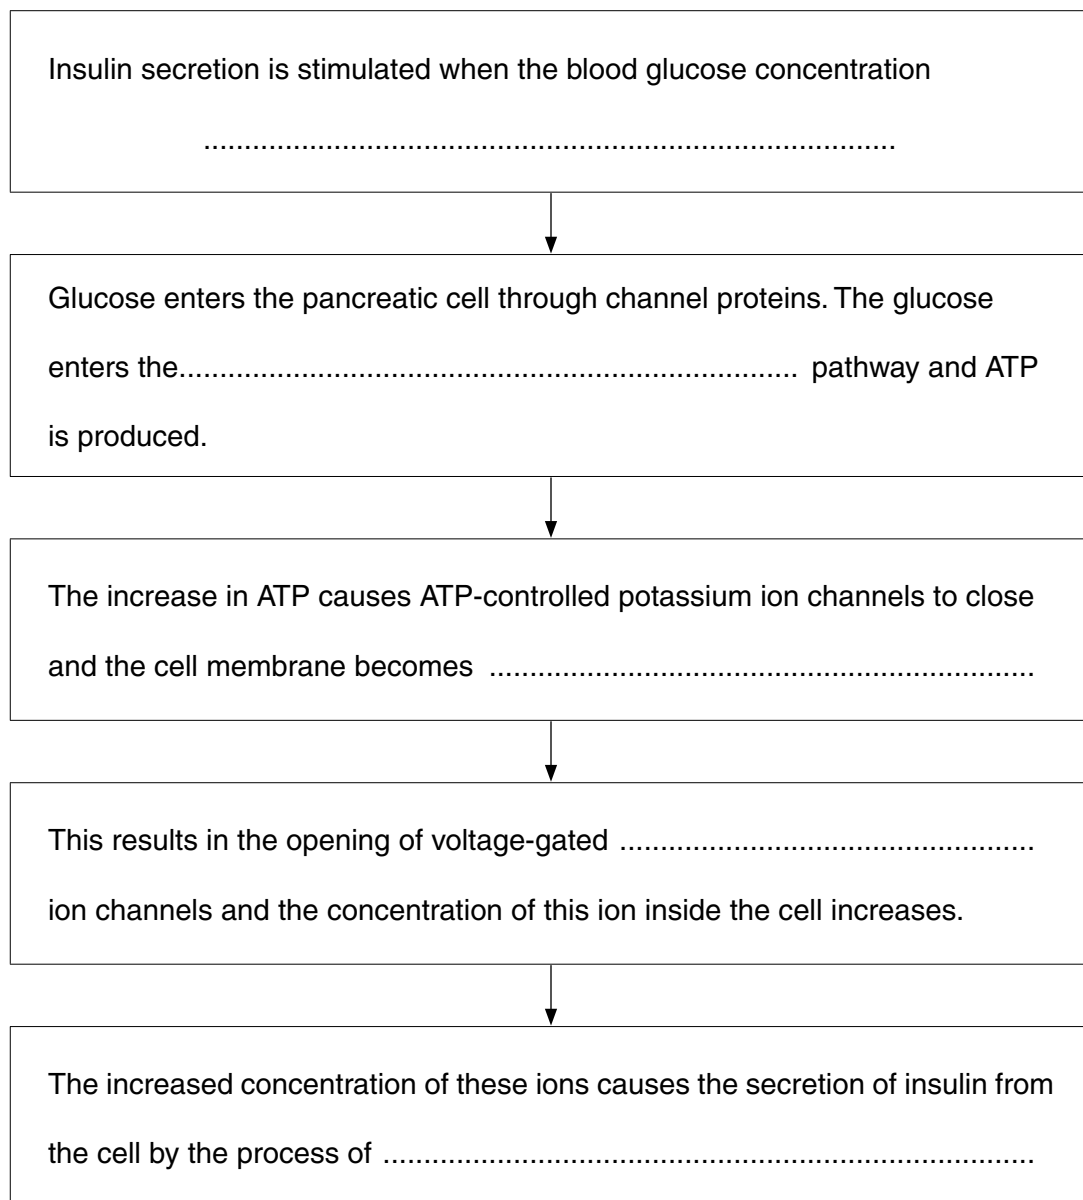 Insulin secretion is stimulated when the blood glucose concentration
......................................................................................
Glucose enters the pancreatic cell through channel proteins. The glucose
enters the............................................................................. pathway and ATP
is produced.
The increase in ATP causes ATP-controlled potassium ion channels to close
and the cell membrane becomes ....................................................................
This results in the opening of voltage-gated ...................................................
ion channels and the concentration of this ion inside the cell increases.
The increased concentration of these ions causes the secretion of insulin from
the cell by the process of .................................................................................